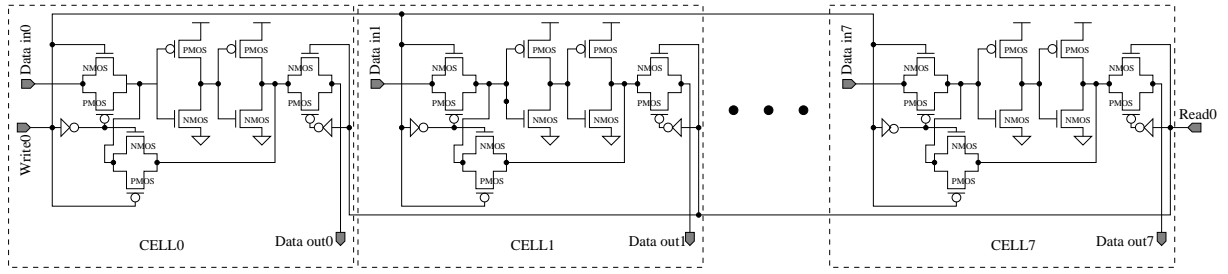 Data in0
Write0
NMOS
PMOS
PMOS
PMOS
NMOS
NMOS
NMOS
PMOS
NMOS
PMOS
Data out0
CELL0
Data in1
NMOS
PMOS
PMOS
PMOS
NMOS
NMOS
NMOS
PMOS
NMOS
PMOS
Data out1
CELL1
Data in7
NMOS
PMOS
PMOS
PMOS
NMOS
NMOS
NMOS
PMOS
NMOS
PMOS
Data out7
CELL7
Read0